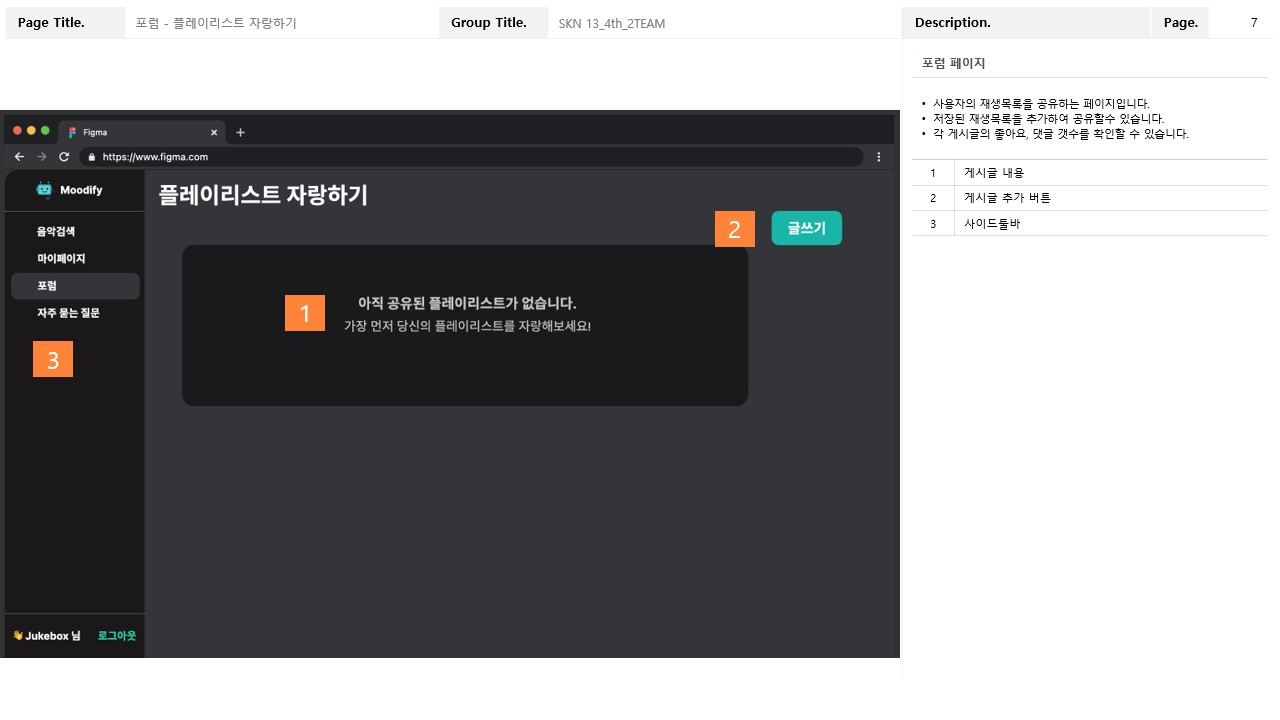 Page Title.
포럼 - 플레이리스트 자랑하기
Group Title.
SKN 13_4th_2TEAM
Description.
Page.
7
Figma
https://www.figma.com
Moodify
음악검색
마이페이지
포럼
자주 묻는 질문
3
👋 Jukebox 님
로그아웃
플레이리스트 자랑하기
2
글쓰기
1
아직 공유된 플레이리스트가 없습니다.
가장 먼저 당신의 플레이리스트를 자랑해보세요!
포럼 페이지
• 사용자의 재생목록을 공유하는 페이지입니다.
• 저장된 재생목록을 추가하여 공유할수 있습니다.
• 각 게시글의 좋아요, 댓글 갯수를 확인할 수 있습니다.
1 게시글 내용
2 게시글 추가 버튼
3 사이드툴바